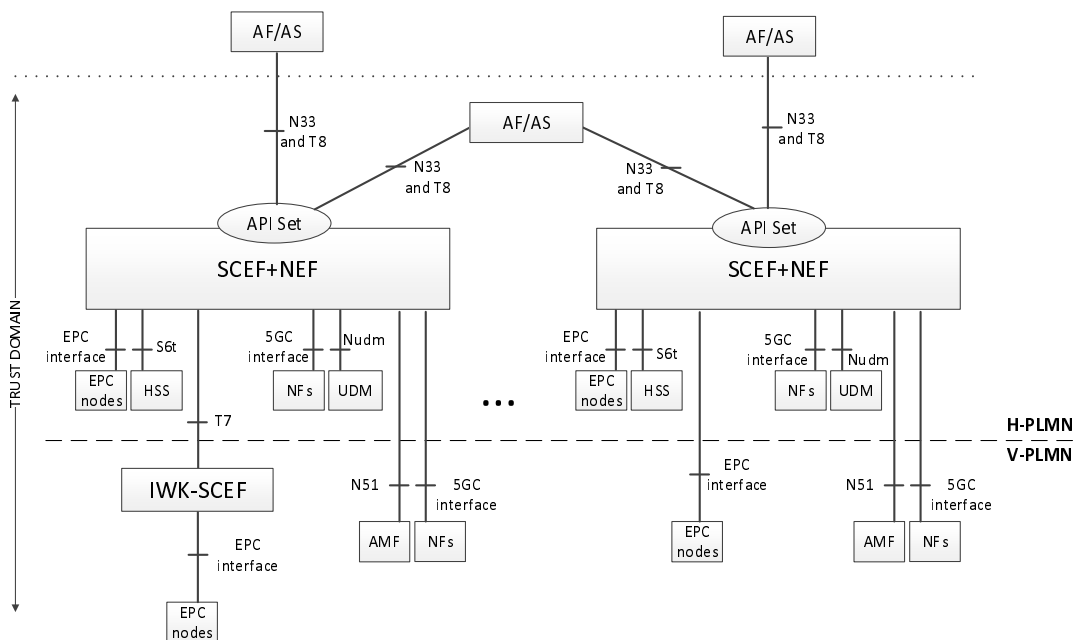 AF/AS
AF/AS
N33
and T8
AF/AS
N33
and T8
N33
and T8
N33
and T8
API Set
API Set
SCEF+NEF
SCEF+NEF
TRUST DOMAIN
EPC
interface
S6t
5GC
interface
Nudm
EPC
interface
S6t
5GC
interface
Nudm
EPC
nodes
HSS
NFs
UDM
...
EPC
nodes
HSS
NFs
UDM
T7
H-PLMN
V-PLMN
IWK-SCEF
N51
5GC
interface
EPC
interface
N51
5GC
interface
AMF
NFs
EPC
nodes
AMF
NFs
EPC
interface
EPC
nodes